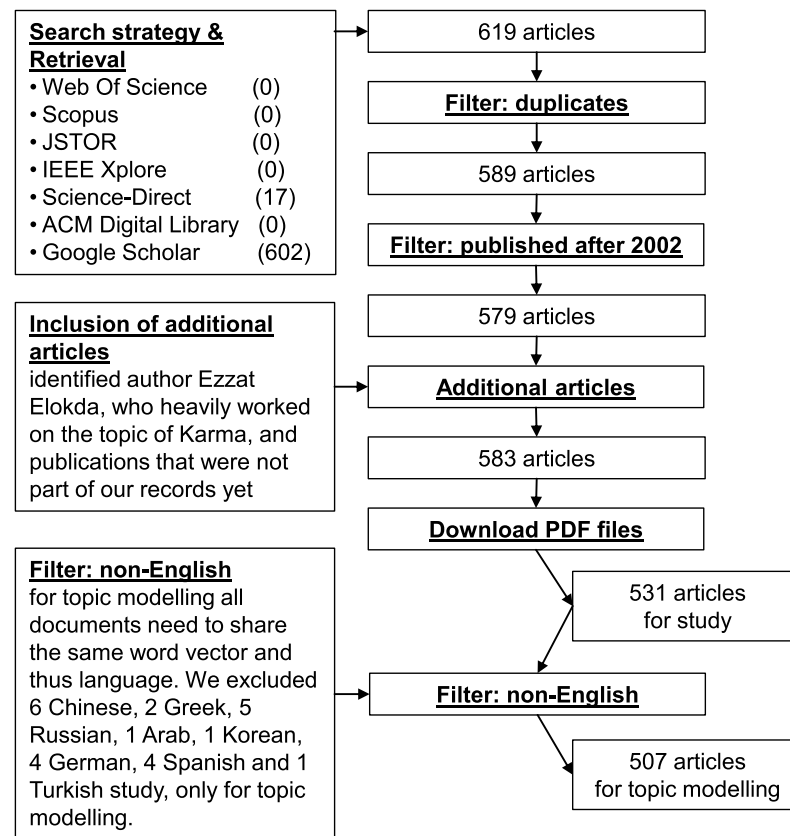 Search strategy &
Retrieval
• Web Of Science (0)
• Scopus (0)
• JSTOR (0)
• IEEE Xplore (0)
• Science-Direct (17)
• ACM Digital Library (0)
• Google Scholar (602)
619 articles
Filter: duplicates
589 articles
Filter: published after 2002
579 articles
Inclusion of additional
articles
identified author Ezzat
Elokda, who heavily worked
on the topic of Karma, and
publications that were not
part of our records yet
Additional articles
583 articles
Download PDF files
531 articles
for study
Filter: non-English
for topic modelling all
documents need to share
the same word vector and
thus language. We excluded
6 Chinese, 2 Greek, 5
Russian, 1 Arab, 1 Korean,
4 German, 4 Spanish and 1
Turkish study, only for topic
modelling.
Filter: non-English
507 articles
for topic modelling